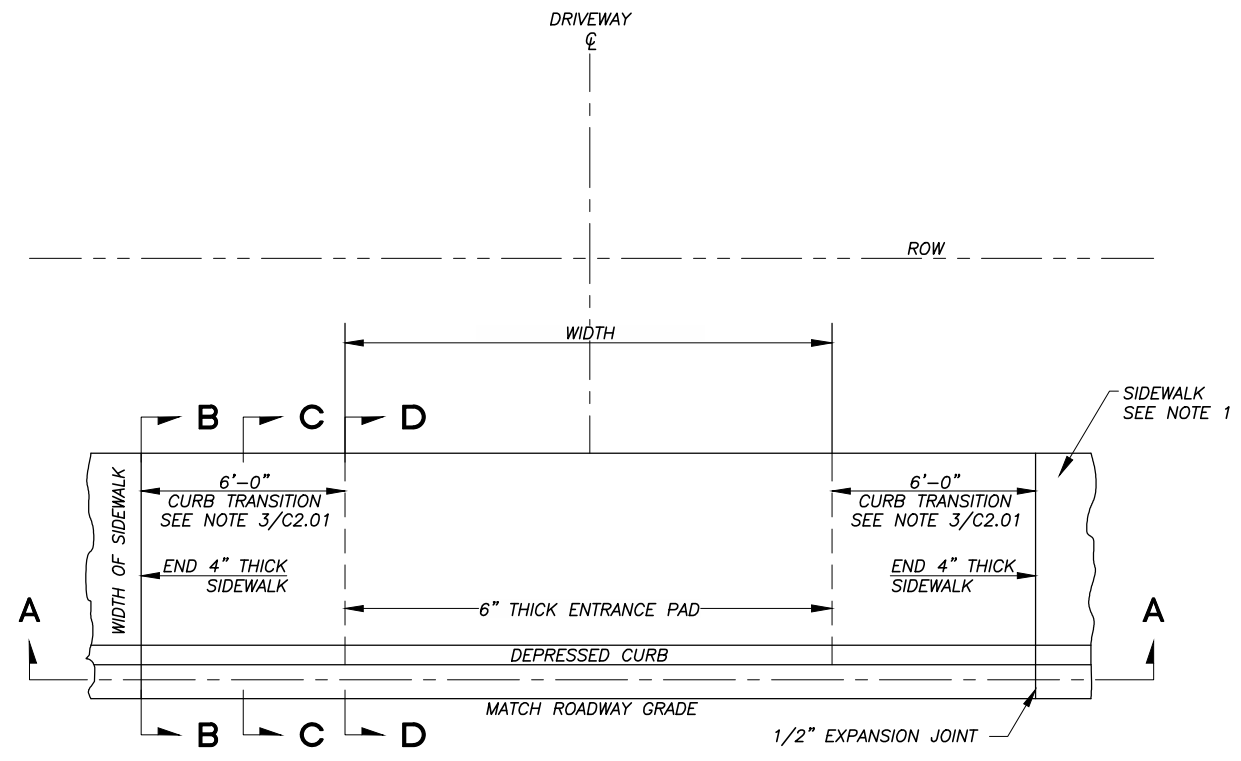 DRIVEWAY
℄
ROW
WIDTH
SIDEWALK
SEE NOTE 1
B
C
D
6'-0"
CURB TRANSITION
SEE NOTE 3/C2.01
6'-0"
CURB TRANSITION
SEE NOTE 3/C2.01
WIDTH OF SIDEWALK
END 4" THICK
SIDEWALK
END 4" THICK
SIDEWALK
A
6" THICK ENTRANCE PAD
A
DEPRESSED CURB
MATCH ROADWAY GRADE
B
C
D
1/2" EXPANSION JOINT